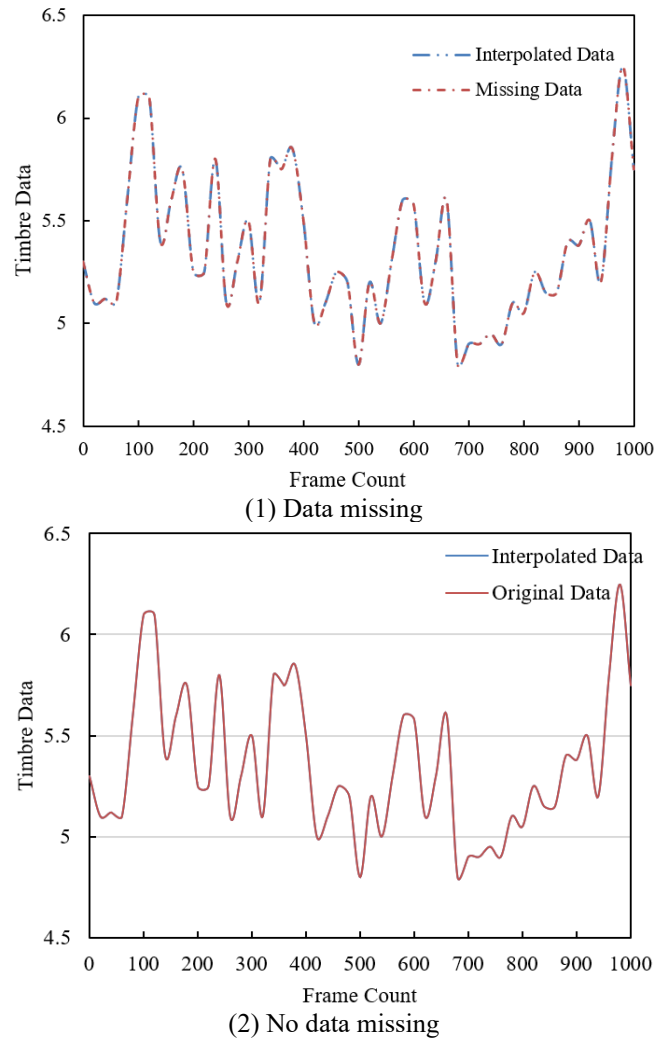 6.5
Interpolated Data
6
Missing Data
5.5
Timbre Data
5
4.5
0 100 200 300 400 500 600 700 800 900 1000
Frame Count
(1) Data missing
6.5
Interpolated Data
Original Data
6
5.5
Timbre Data
5
4.5
0 100 200 300 400 500 600 700 800 900 1000
Frame Count
(2) No data missing